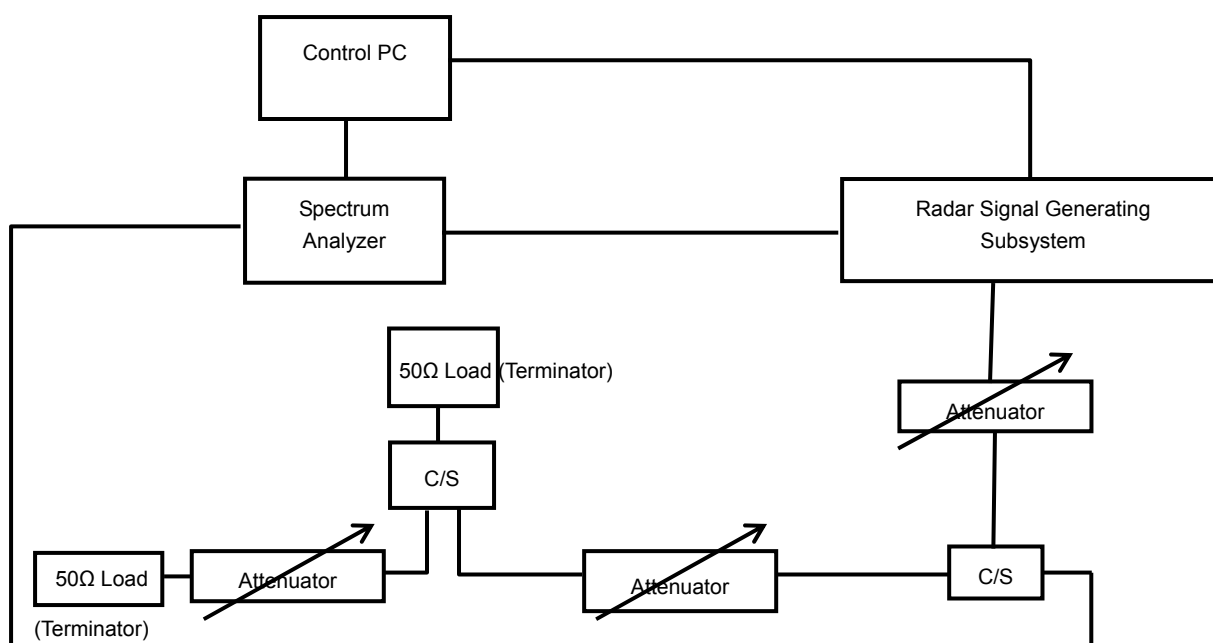 Control PC
Spectrum
Analyzer
Radar Signal Generating
Subsystem
50Ω Load (Terminator)
Attenuator
C/S
50Ω Load
(Terminator)
Attenuator
Attenuator
C/S